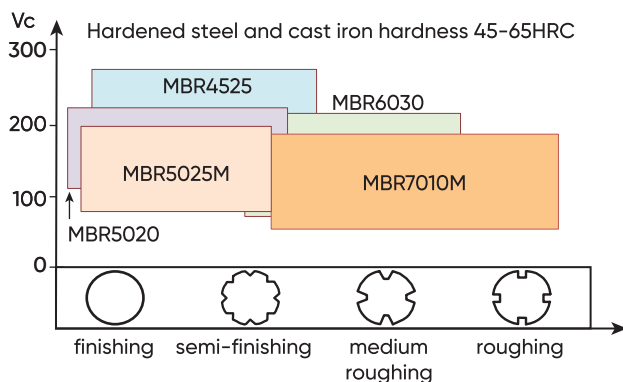 Vc
Hardened steel and cast iron hardness 45-65HRC
300
MBR4525
MBR6030
200
MBR5025M
MBR7010M
100
MBR5020
0
finishing
semi-finishing
medium
roughing
roughing